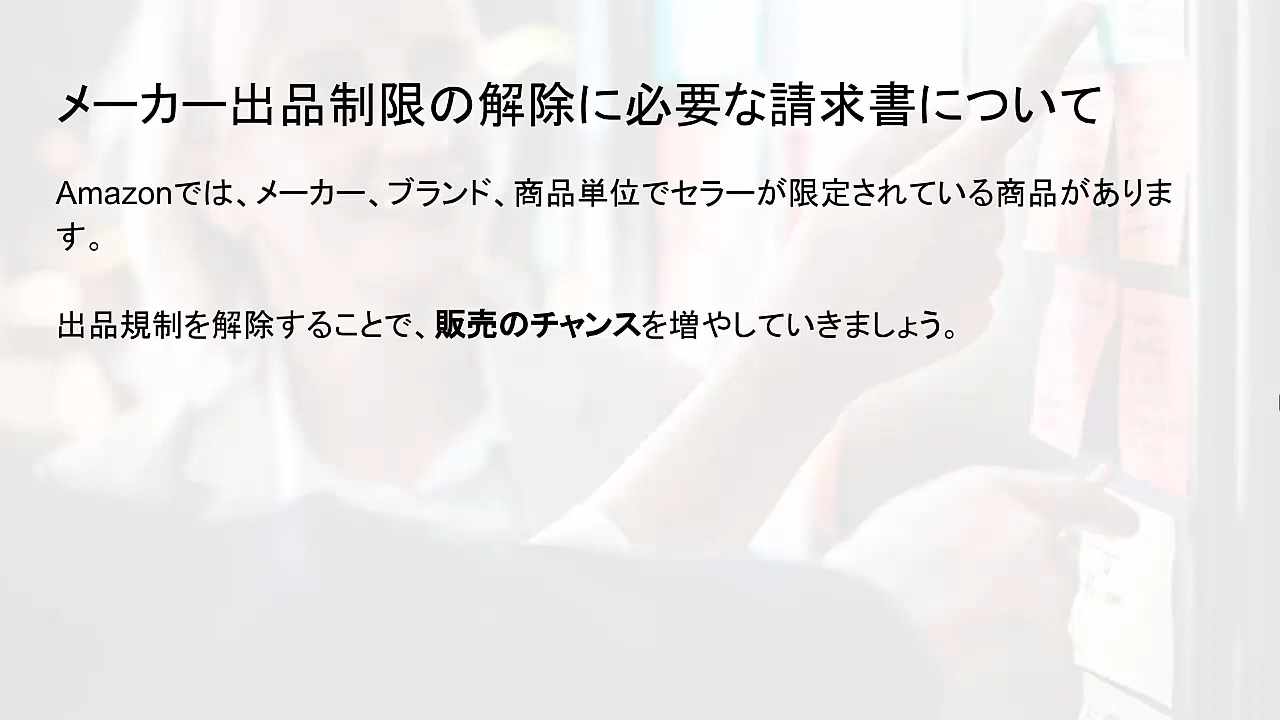 メーカー出品制限の解除に必要な請求書について
Amazonでは、メーカー、ブランド、商品単位でセラーが限定されている商品がありま
す。
出品規制を解除することで、販売のチャンスを増やしていきましょう。